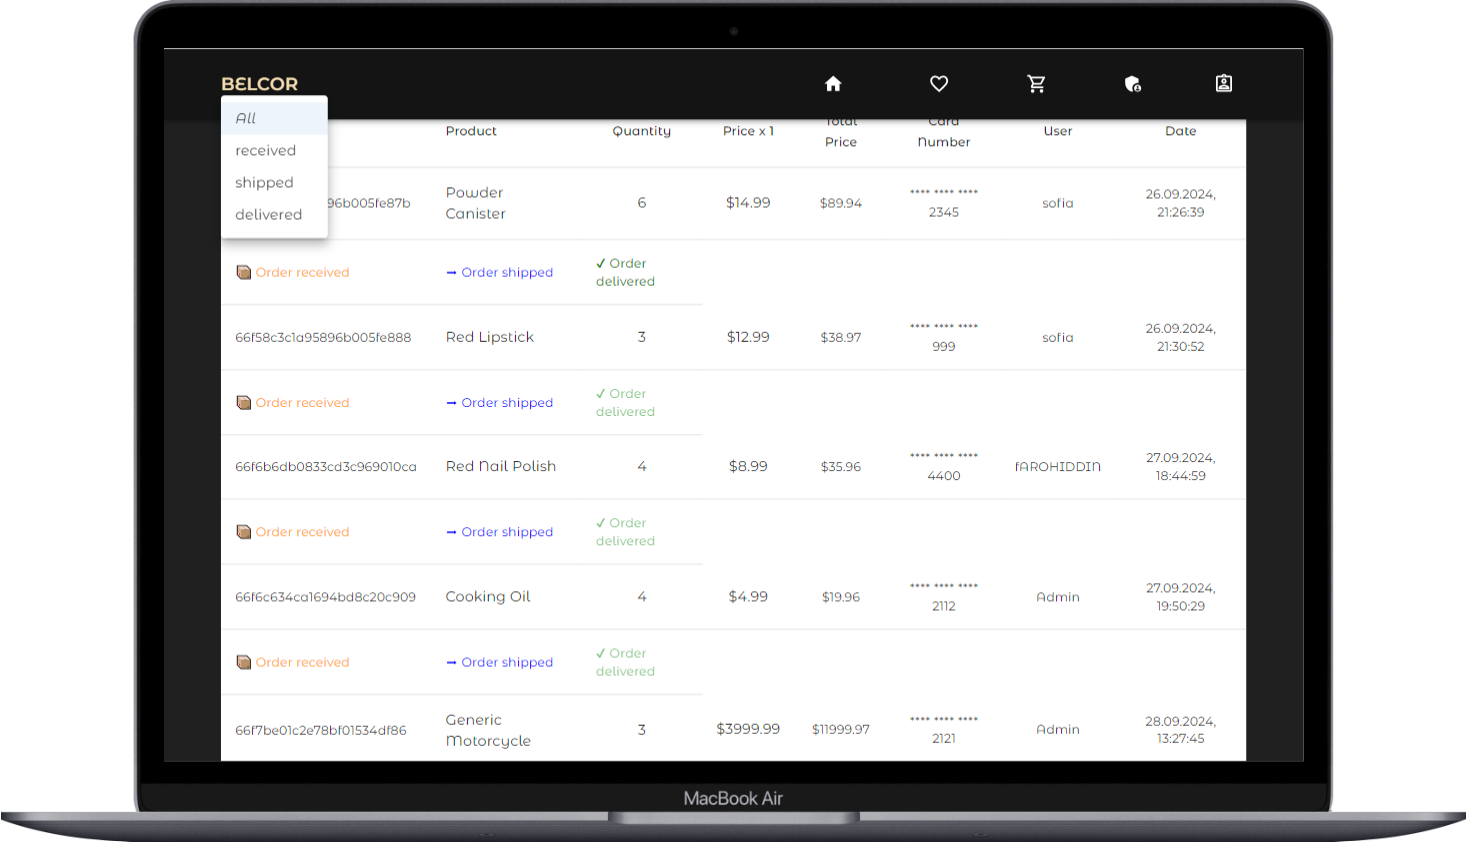 BELCOR
All
received
shipped
delivered
Product
Quantity
Price x 1
Total
Price
Card
Number
User
Date
96b005fe87b
Powder
Canister
6
$14.99
$89.94
**** **** ****
2345
sofia
26.09.2024,
21:26:39
Order received
→ Order shipped
✓ Order
delivered
66f58c3c1a95896b005fe888
Red Lipstick
3
$12.99
$38.97
**** **** ****
999
sofia
26.09.2024,
21:30:52
Order received
→ Order shipped
✓ Order
delivered
66f6b6db0833cd3c969010ca
Red Nail Polish
4
$8.99
$35.96
**** **** ****
4400
fAROHIDDIN
27.09.2024,
18:44:59
Order received
→ Order shipped
✓ Order
delivered
66f6c634ca1694bd8c20c909
Cooking Oil
4
$4.99
$19.96
**** **** ****
2112
Admin
27.09.2024,
19:50:29
Order received
→ Order shipped
✓ Order
delivered
66f7be01c2e78bf01534df86
Generic
Motorcycle
3
$3999.99
$11999.97
**** **** ****
2121
Admin
28.09.2024,
13:27:45
MacBook Air